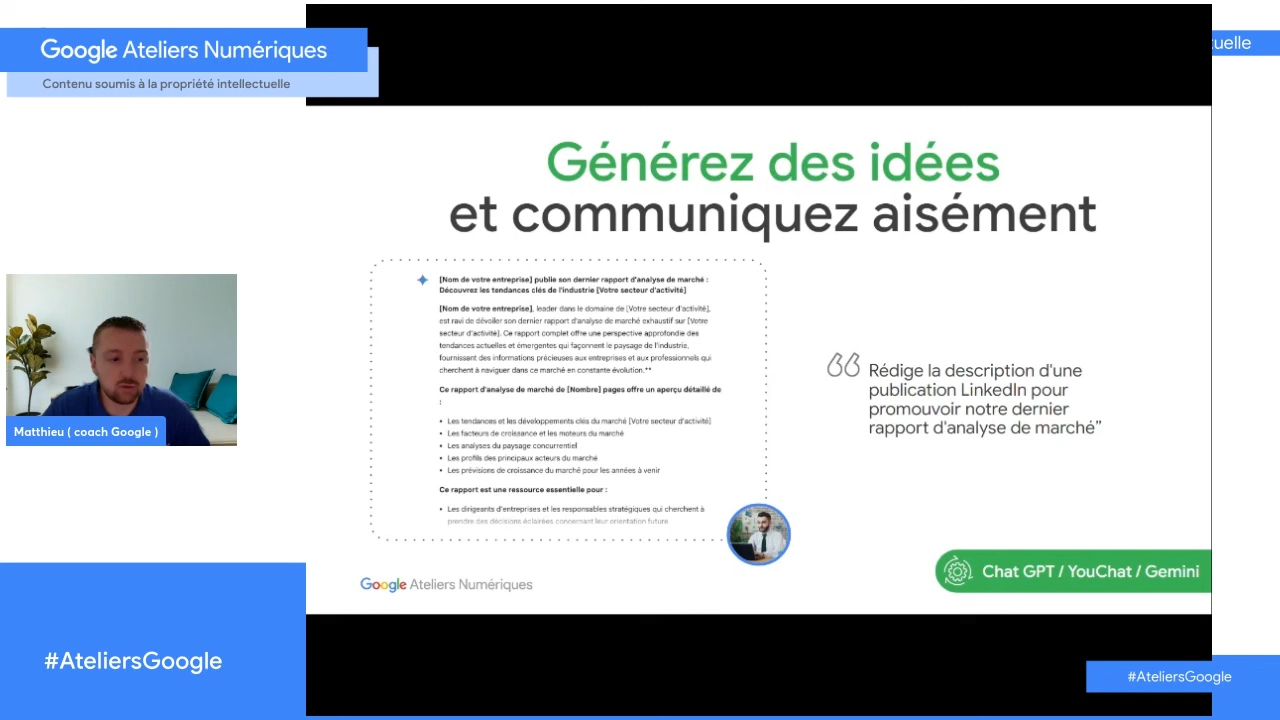 Google Ateliers Numériques
Contenu soumis à la propriété intellectuelle
tuelle
Générez des idées
et communiquez aisément
[Nom de votre entreprise] publie son dernier rapport d'analyse de marché :
Découvrez les tendances clés de l'industrie [Votre secteur d'activité]
[Nom de votre entreprise], leader dans le domaine de [Votre secteur d'activité],
est ravi de dévoiler son dernier rapport d'analyse de marché exhaustif sur [Votre
secteur d'activité]. Ce rapport complet offre une perspective approfondie des
tendances actuelles et émergentes qui façonnent le paysage de l'industrie,
fournissant des informations précieuses aux entreprises et aux professionnels qui
cherchent à naviguer dans ce marché en constante évolution.**
Ce rapport d'analyse de marché de [Nombre] pages offre un aperçu détaillé de
:
• Les tendances et les développements clés du marché [Votre secteur d'activité]
• Les facteurs de croissance et les moteurs du marché
• Les analyses du paysage concurrentiel
• Les profils des principaux acteurs du marché
• Les prévisions de croissance du marché pour les années à venir
Ce rapport est une ressource essentielle pour :
• Les dirigeants d'entreprises et les responsables stratégiques qui cherchent à
prendre des décisions éclairées concernant leur orientation future
Rédige la description d'une
publication LinkedIn pour
promouvoir notre dernier
rapport d'analyse de marché”
Matthieu ( coach Google )
Google Ateliers Numériques
Chat GPT / YouChat / Gemini
#AteliersGoogle
#AteliersGoogle